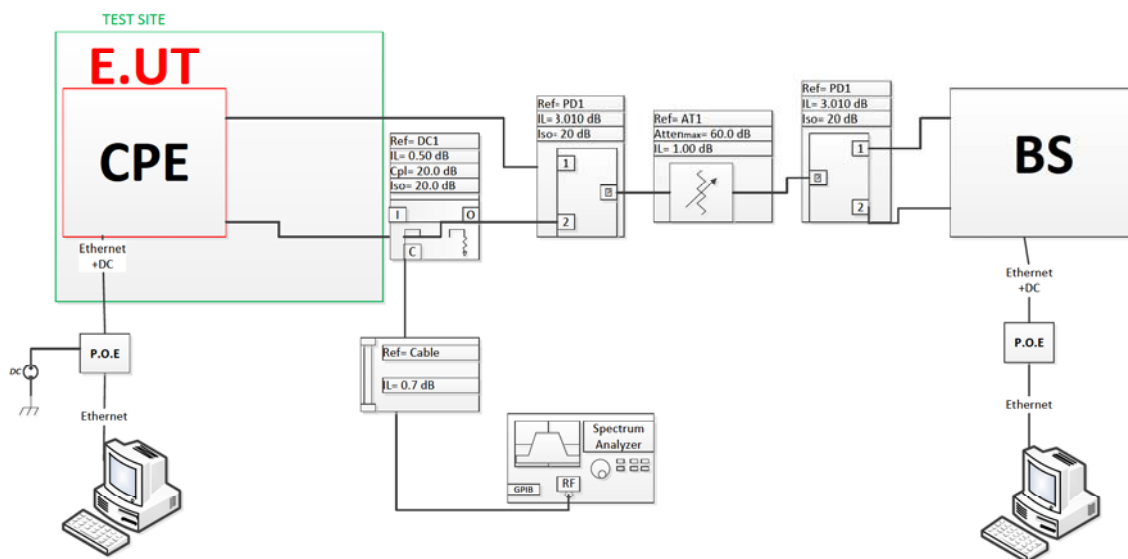 TEST SITE
E.UT
CPE
Ethernet
+DC
P.O.E
DC
Ethernet
Ref= DC1
IL= 0.50 dB
Cpl= 20.0 dB
Iso= 20.0 dB
I
O
C
Ref= Cable
IL= 0.7 dB
Spectrum
Analyzer
RF
GPIB
Ref= PD1
IL= 3.010 dB
Iso= 20 dB
1
2
Ref= AT1
Attenmax= 60.0 dB
IL= 1.00 dB
Ref= PD1
IL= 3.010 dB
Iso= 20 dB
1
2
BS
Ethernet
+DC
P.O.E
Ethernet